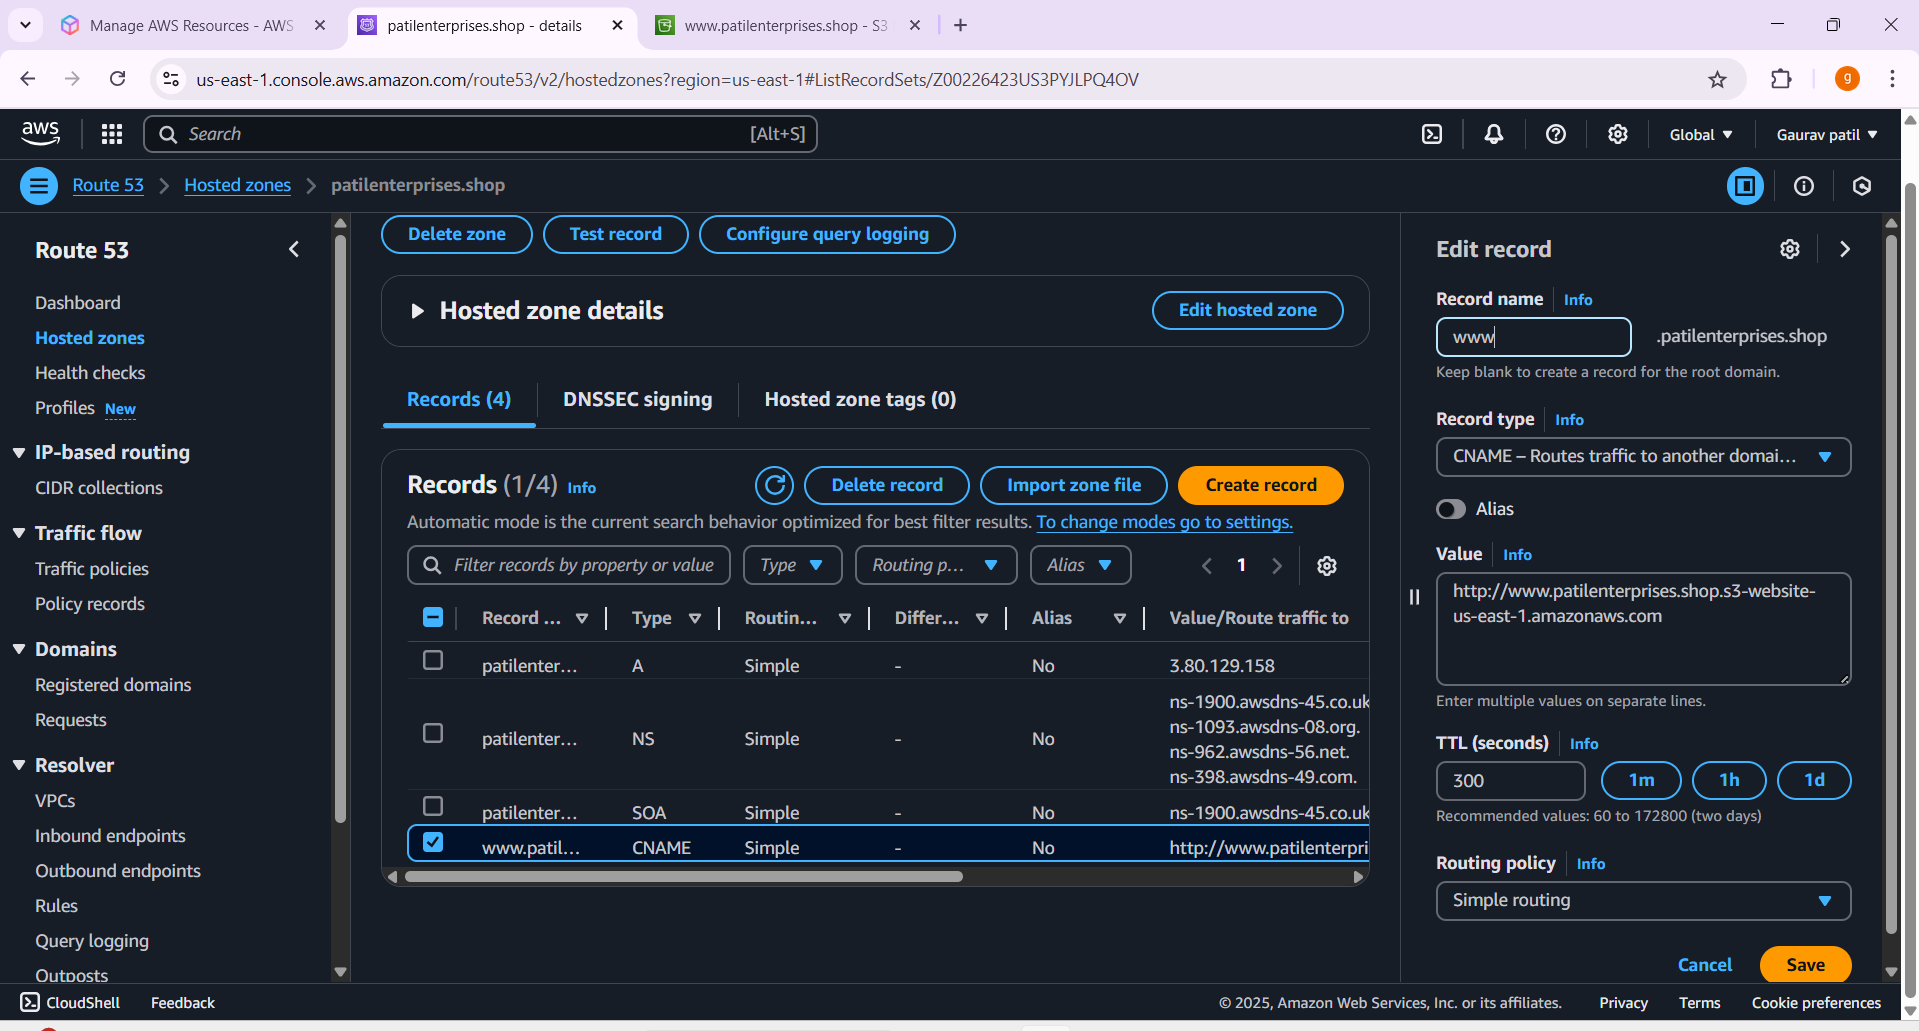 Manage AWS Resources - AWS
patilenterprises.shop - details
www.patilenterprises.shop - S3
us-east-1.console.aws.amazon.com/route53/v2/hostedzones?region=us-east-1#ListRecordSets/Z00226423US3PYJLPQ4OV
g
aws
Search
[Alt+S]
Global
Gaurav patil
Route 53
Hosted zones
patilenterprises.shop
Route 53
Dashboard
Hosted zones
Health checks
Profiles New
IP-based routing
CIDR collections
Traffic flow
Traffic policies
Policy records
Domains
Registered domains
Requests
Resolver
VPCs
Inbound endpoints
Outbound endpoints
Rules
Query logging
Outposts
Delete zone
Test record
Configure query logging
Hosted zone details
Edit hosted zone
Records (4)
DNSSEC signing
Hosted zone tags (0)
Records (1/4) Info
Delete record
Import zone file
Create record
Automatic mode is the current search behavior optimized for best filter results. To change modes go to settings.
Filter records by property or value
Type
Routing p...
Alias
1
Record ... Type Routin... Differ... Alias Value/Route traffic to
patilenter... A Simple - No 3.80.129.158
patilenter... NS Simple - No
ns-1900.awsdns-45.co.uk
ns-1093.awsdns-08.org.
ns-962.awsdns-56.net.
ns-398.awsdns-49.com.
patilenter... SOA Simple - No ns-1900.awsdns-45.co.uk
www.patil... CNAME Simple - No http://www.patilenterpri
Edit record
Record name Info
www .patilenterprises.shop
Keep blank to create a record for the root domain.
Record type Info
CNAME – Routes traffic to another domai...
Alias
Value Info
http://www.patilenterprises.shop.s3-website-
us-east-1.amazonaws.com
Enter multiple values on separate lines.
TTL (seconds) Info
300 1m 1h 1d
Recommended values: 60 to 172800 (two days)
Routing policy Info
Simple routing
Cancel Save
CloudShell Feedback
© 2025, Amazon Web Services, Inc. or its affiliates. Privacy Terms Cookie preferences